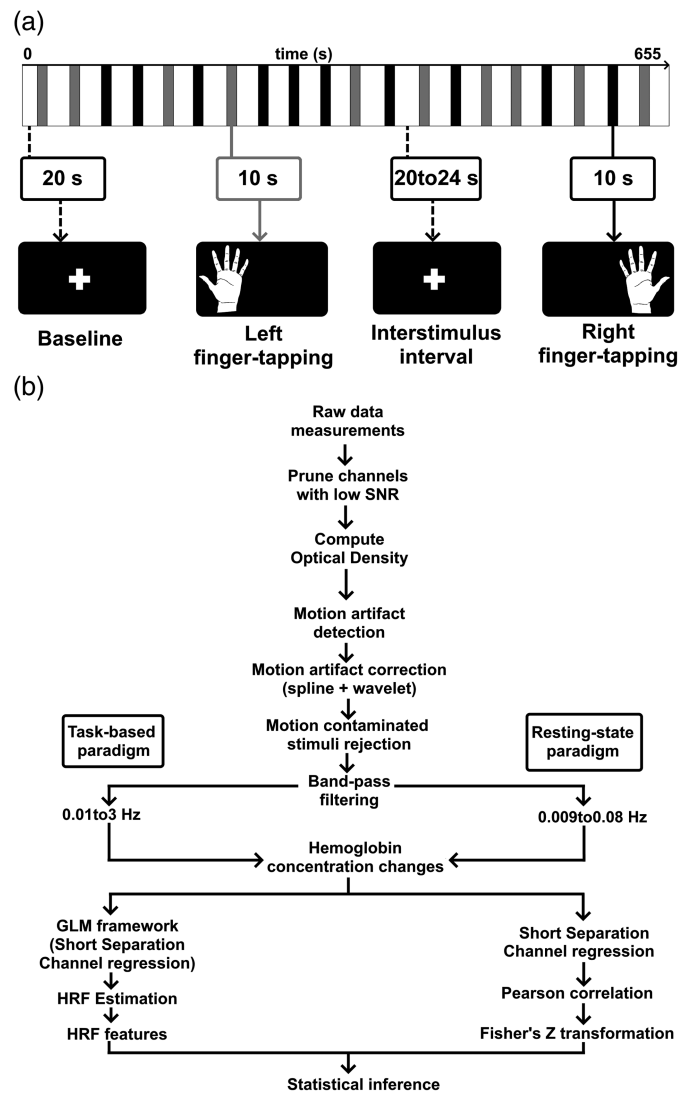 (a)
0 time (s) 655
20 s
10 s
20to24 s
10 s
Baseline
Left
finger-tapping
Interstimulus
interval
Right
finger-tapping
(b)
Raw data
measurements
Prune channels
with low SNR
Compute
Optical Density
Motion artifact
detection
Motion artifact correction
(spline + wavelet)
Motion contaminated
stimuli rejection
Task-based
paradigm
Resting-state
paradigm
Band-pass
filtering
0.01to3 Hz
0.009to0.08 Hz
Hemoglobin
concentration changes
GLM framework
(Short Separation
Channel regression)
HRF Estimation
HRF features
Short Separation
Channel regression
Pearson correlation
Fisher's Z transformation
Statistical inference